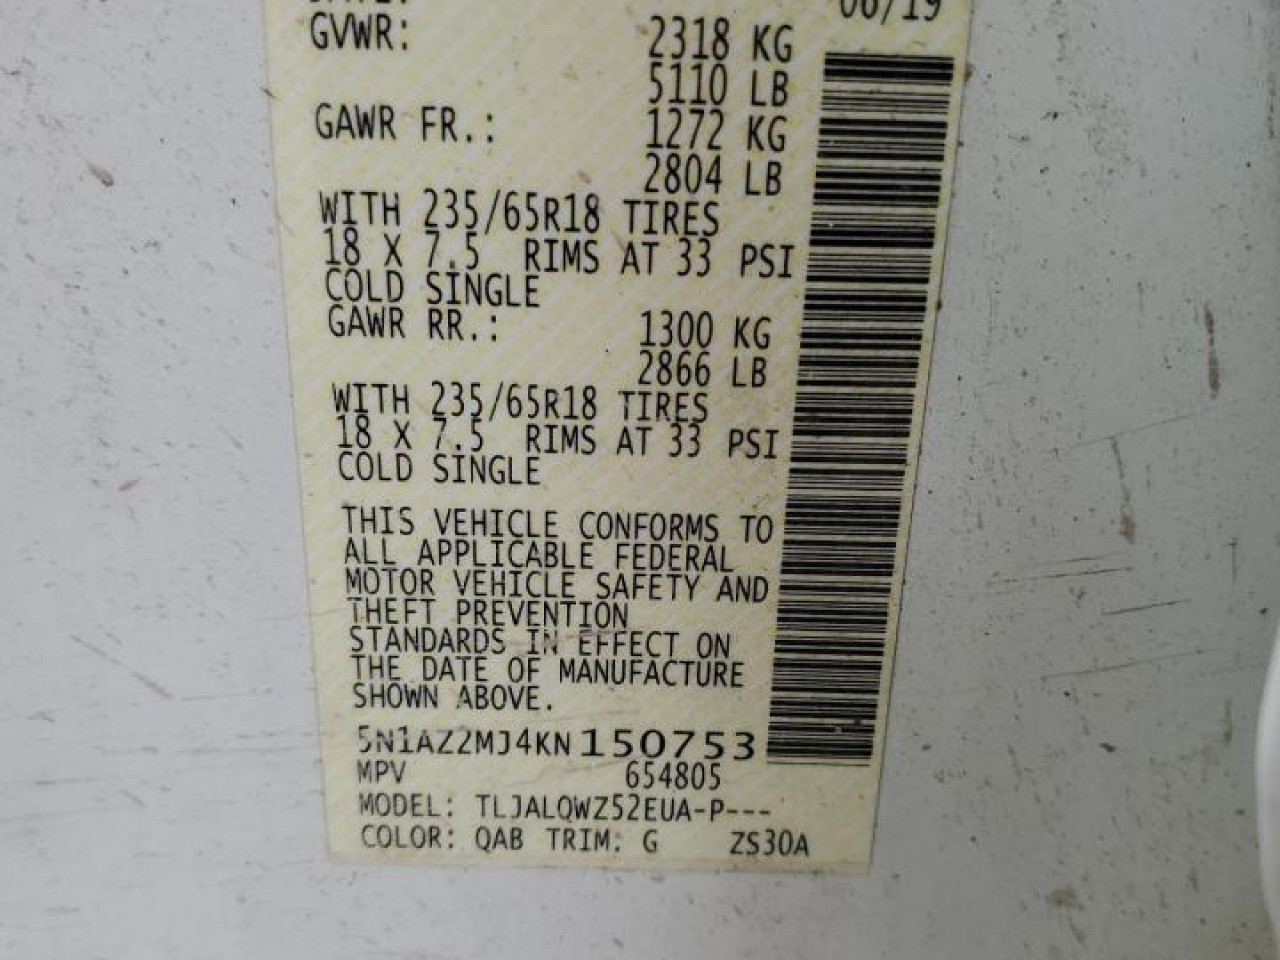 06/19
GVWR: 2318 KG
5110 LB
GAWR FR.: 1272 KG
2804 LB
WITH 235/65R18 TIRES
18 X 7.5 RIMS AT 33 PSI
COLD SINGLE
GAWR RR.: 1300 KG
2866 LB
WITH 235/65R18 TIRES
18 X 7.5 RIMS AT 33 PSI
COLD SINGLE
THIS VEHICLE CONFORMS TO
ALL APPLICABLE FEDERAL
MOTOR VEHICLE SAFETY AND
THEFT PREVENTION
STANDARDS IN EFFECT ON
THE DATE OF MANUFACTURE
SHOWN ABOVE.
5N1AZ2MJ4KN150753
MPV 654805
MODEL: TLJALQWZ52EUA-P---
COLOR: QAB TRIM: G ZS30A